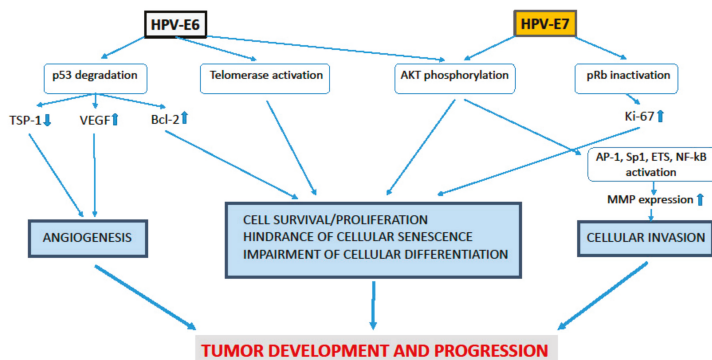 HPV-E6
HPV-E7
p53 degradation
Telomerase activation
AKT phosphorylation
pRb inactivation
TSP-1
VEGF
Bcl-2
Ki-67
AP-1, Sp1, ETS, NF-kB
activation
MMP expression
ANGIOGENESIS
CELL SURVIVAL/PROLIFERATION
HINDRANCE OF CELLULAR SENESCENCE
IMPAIRMENT OF CELLULAR DIFFERENTIATION
CELLULAR INVASION
TUMOR DEVELOPMENT AND PROGRESSION